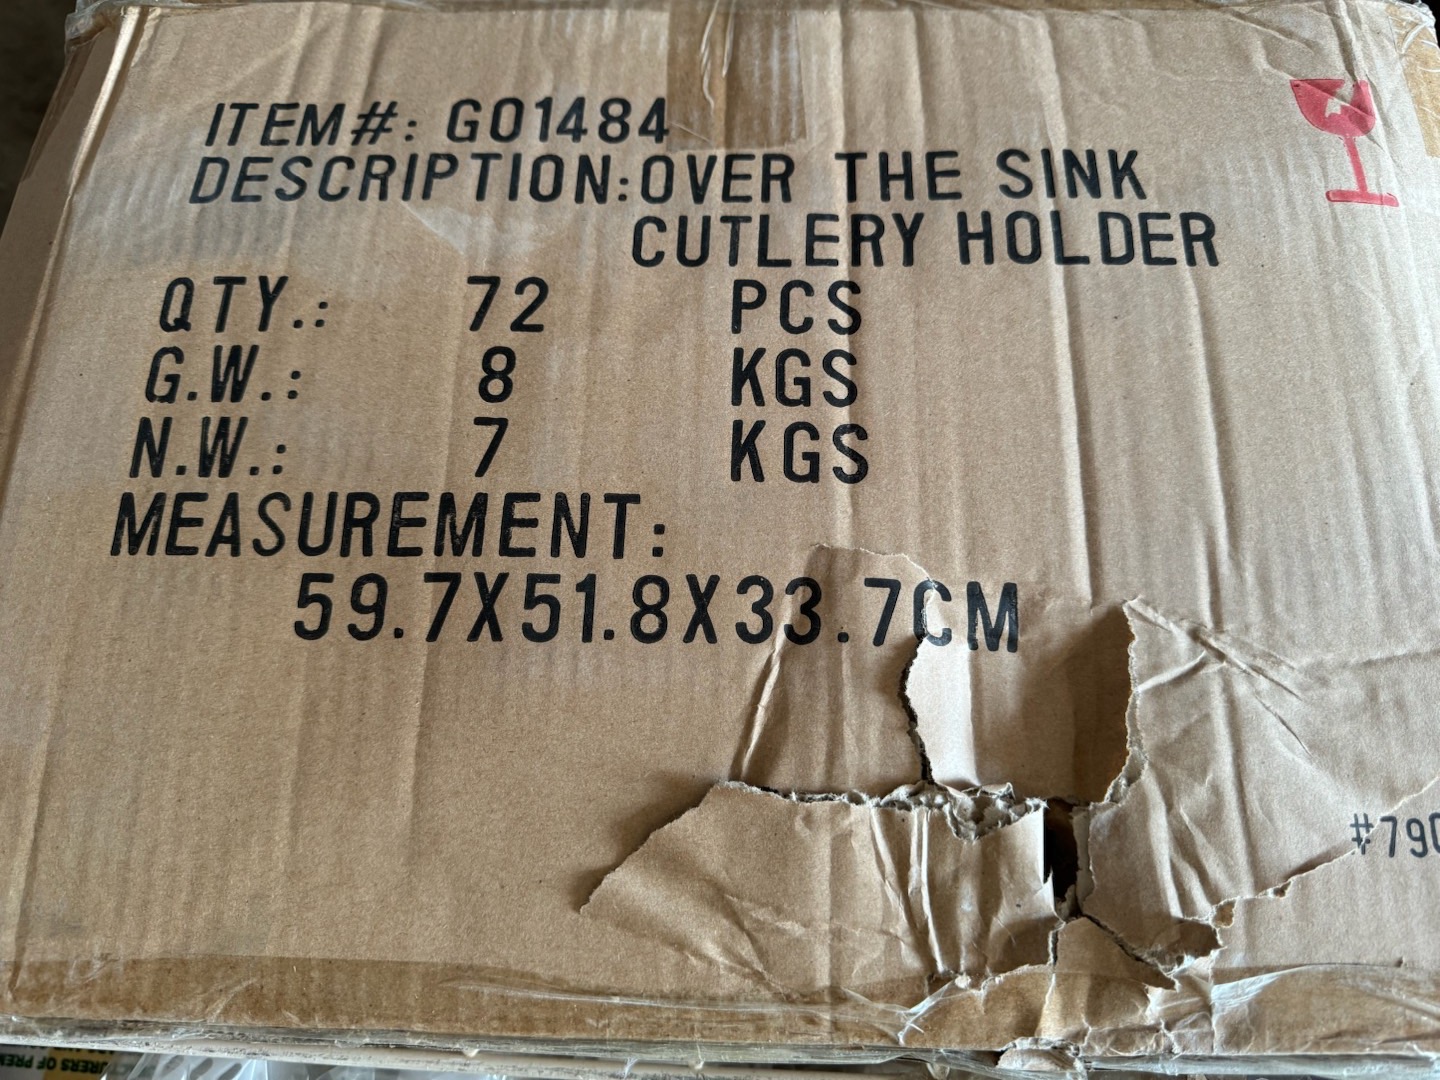 ITEM#: G01484
DESCRIPTION:OVER THE SINK
CUTLERY HOLDER
QTY.: 72 PCS
G.W.: 8 KGS
N.W.: 7 KGS
MEASUREMENT:
59.7X51.8X33.7CM
#790